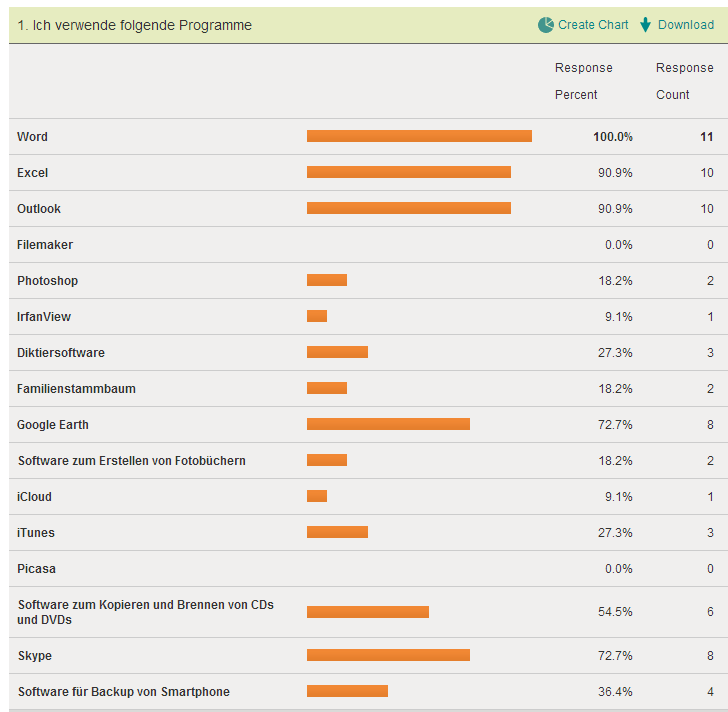 1. Ich verwende folgende Programme Create Chart Download
Response Response
Percent Count
Word 100.0% 11
Excel 90.9% 10
Outlook 90.9% 10
Filemaker 0.0% 0
Photoshop 18.2% 2
IrfanView 9.1% 1
Diktiersoftware 27.3% 3
Familienstammbaum 18.2% 2
Google Earth 72.7% 8
Software zum Erstellen von Fotobüchern 18.2% 2
iCloud 9.1% 1
iTunes 27.3% 3
Picasa 0.0% 0
Software zum Kopieren und Brennen von CDs
und DVDs 54.5% 6
Skype 72.7% 8
Software für Backup von Smartphone 36.4% 4